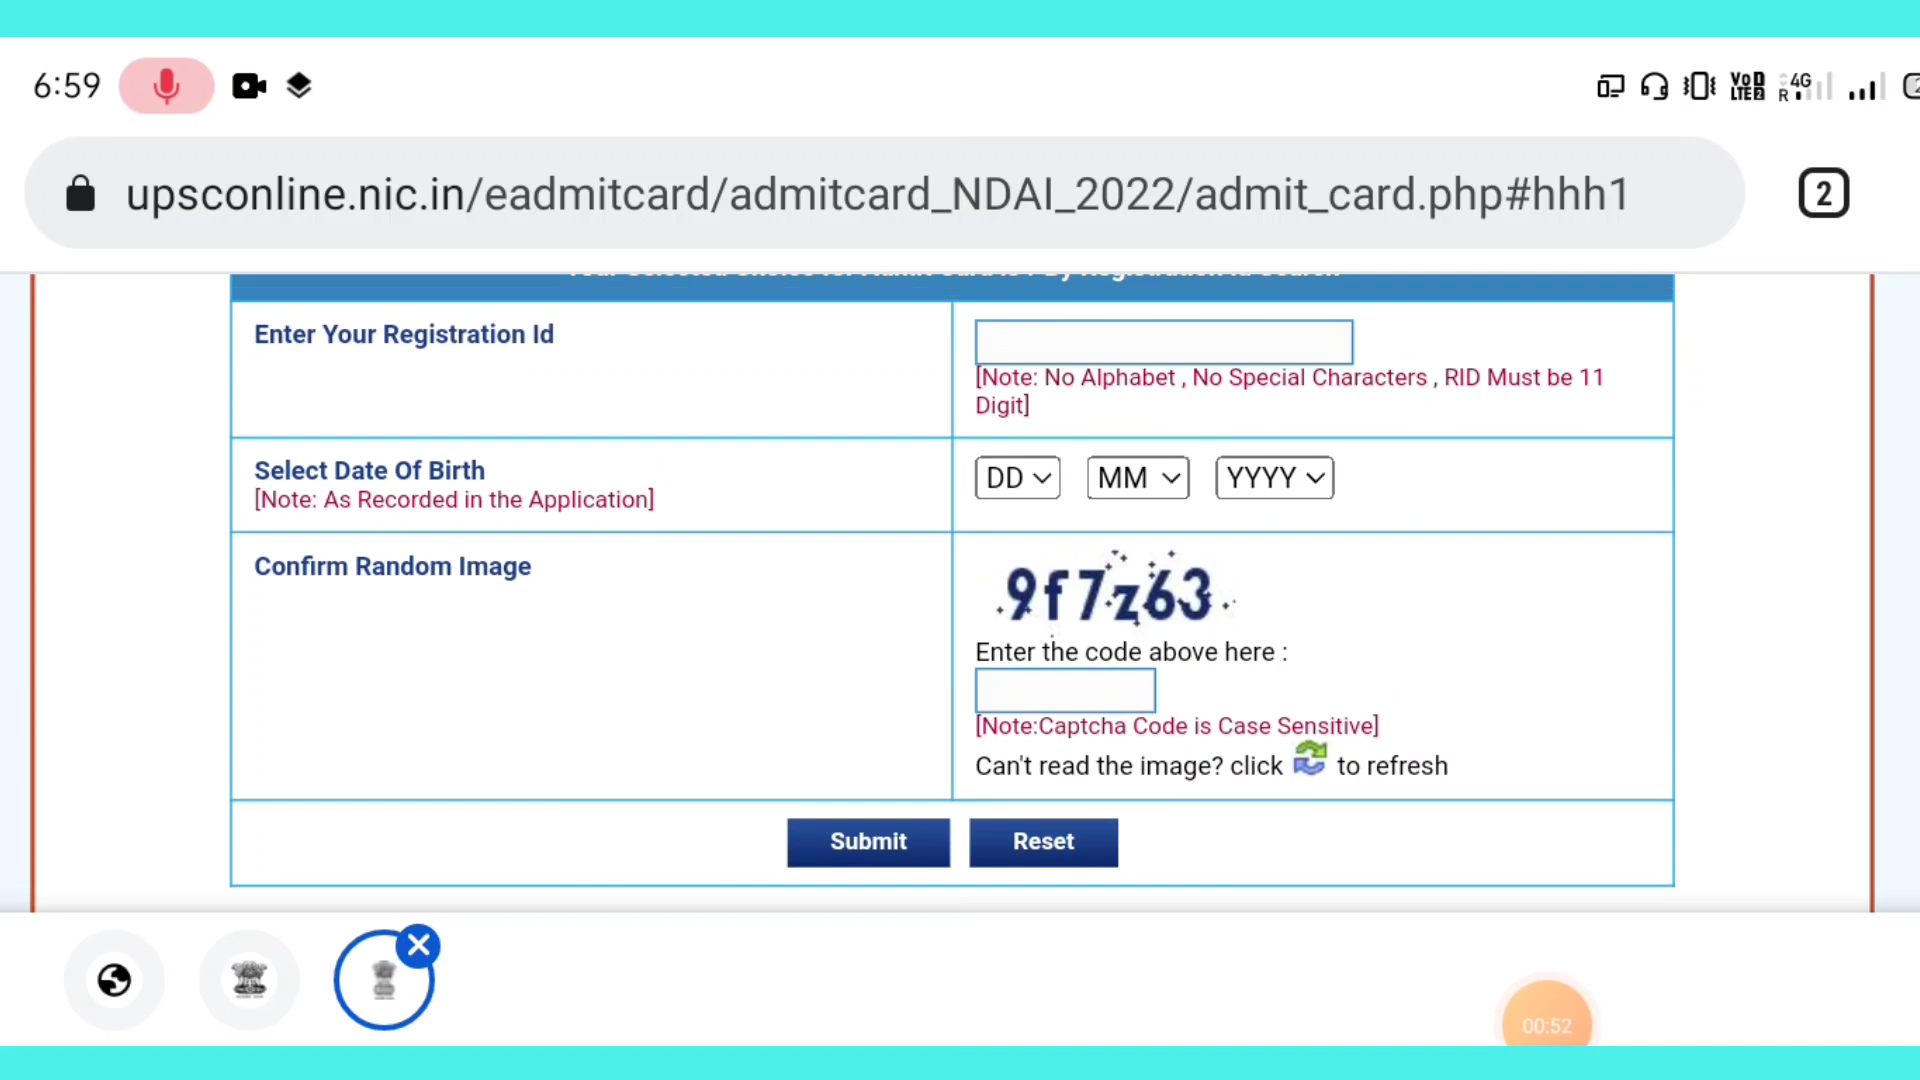 6:59
VoD
LTE2
4G
R
upsconline.nic.in/eadmitcard/admitcard_NDAI_2022/admit_card.php#hhh1
2
Enter Your Registration Id
[Note: No Alphabet , No Special Characters , RID Must be 11
Digit]
Select Date Of Birth
[Note: As Recorded in the Application]
DD
MM
YYYY
Confirm Random Image
9f7z63
Enter the code above here :
[Note:Captcha Code is Case Sensitive]
Can't read the image? click to refresh
Submit
Reset
00:52